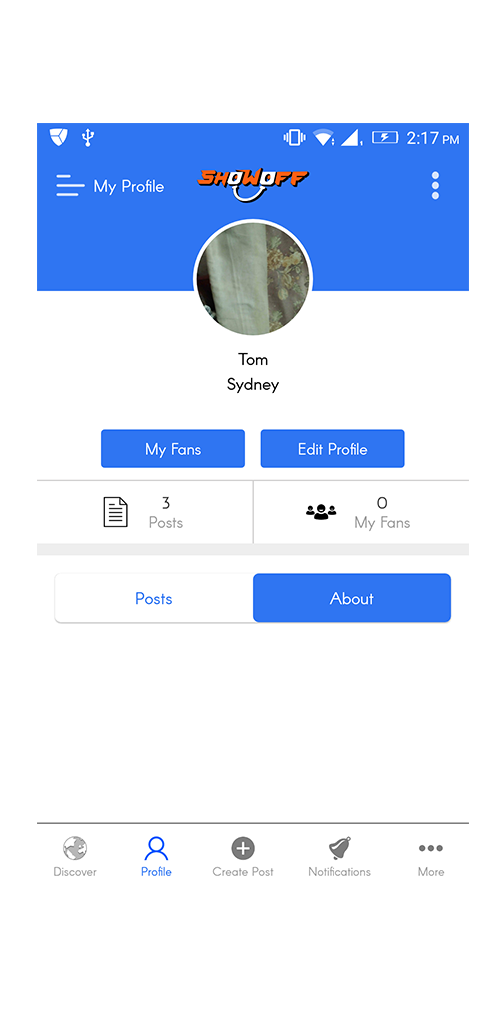 2:17 PM
My Profile
SHOWOFF
Tom
Sydney
My Fans
Edit Profile
3
Posts
0
My Fans
Posts
About
Discover
Profile
Create Post
Notifications
More